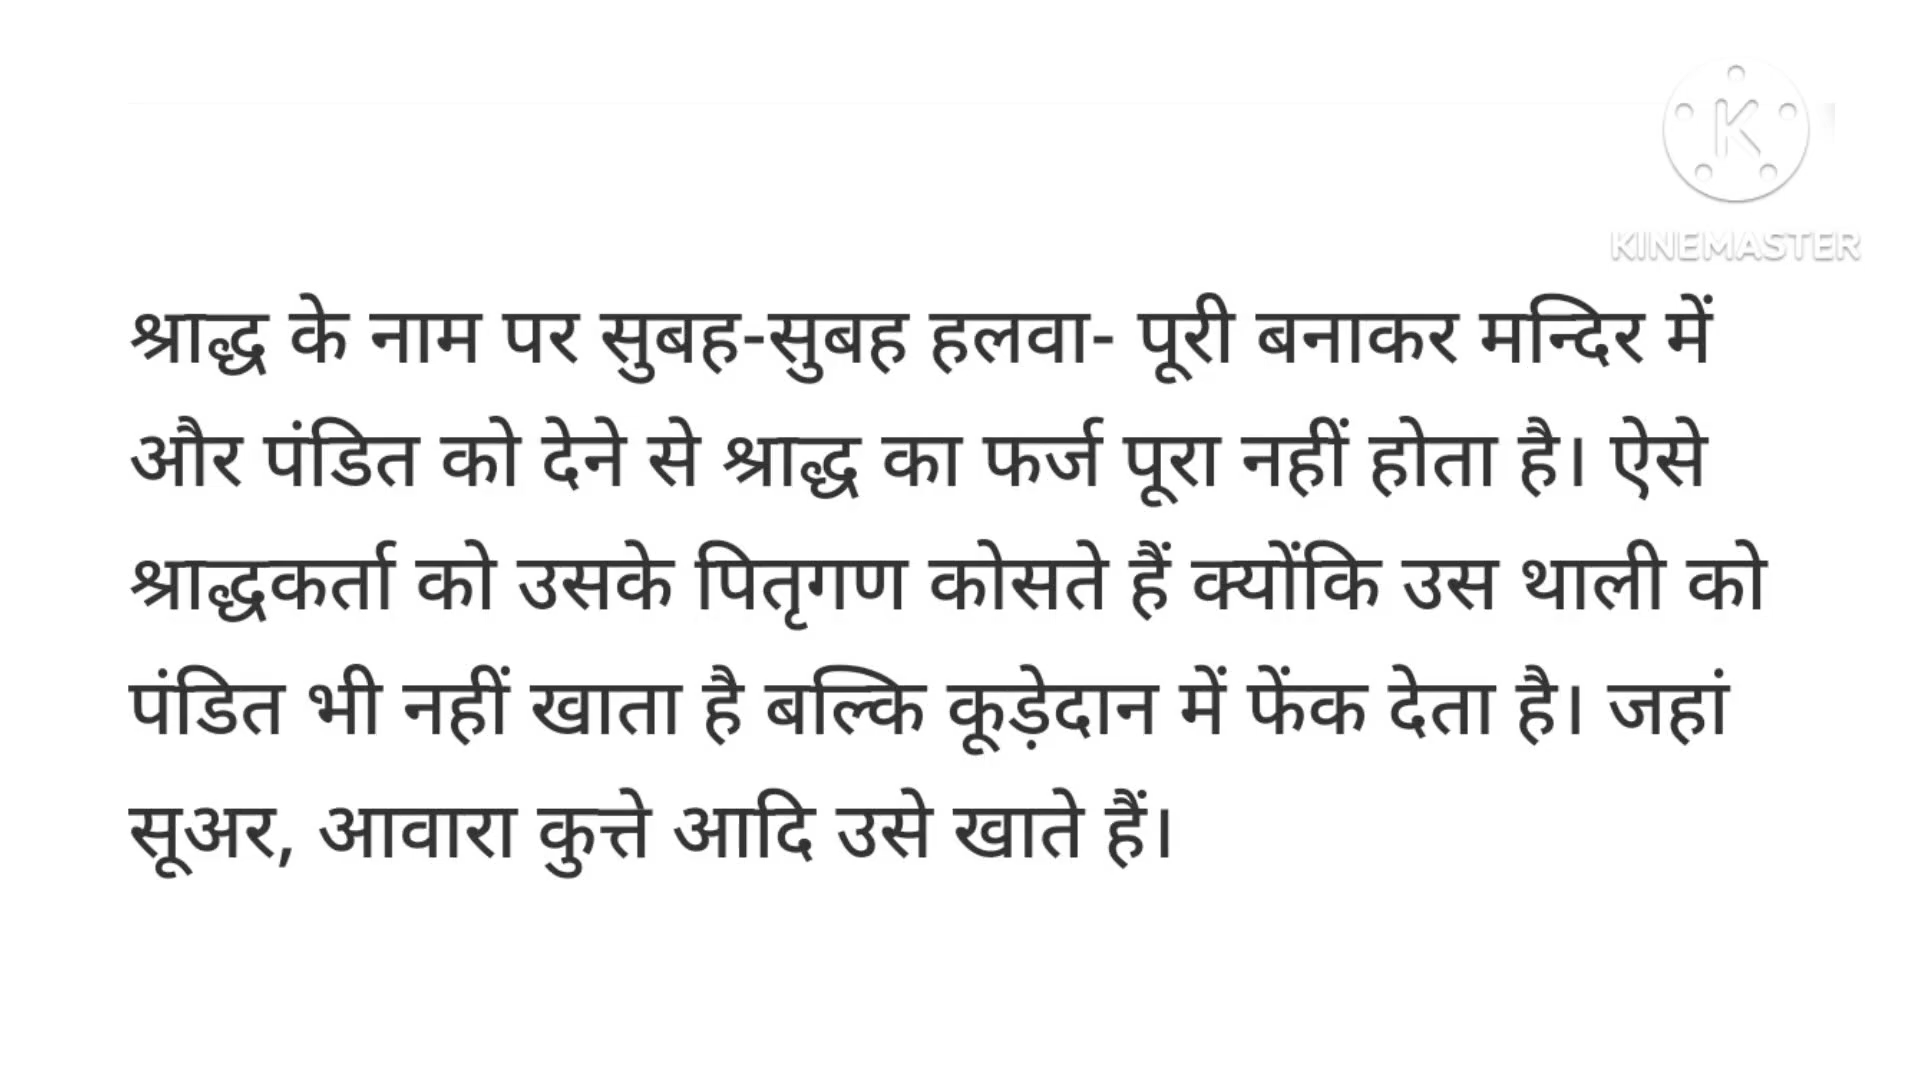 KINEMASTER
श्राद्ध के नाम पर सुबह-सुबह हलवा- पूरी बनाकर मन्दिर में
और पंडित को देने से श्राद्ध का फर्ज पूरा नहीं होता है। ऐसे
श्राद्धकर्ता को उसके पितृगण कोसते हैं क्योंकि उस थाली को
पंडित भी नहीं खाता है बल्कि कूड़ेदान में फेंक देता है। जहां
सूअर, आवारा कुत्ते आदि उसे खाते हैं।